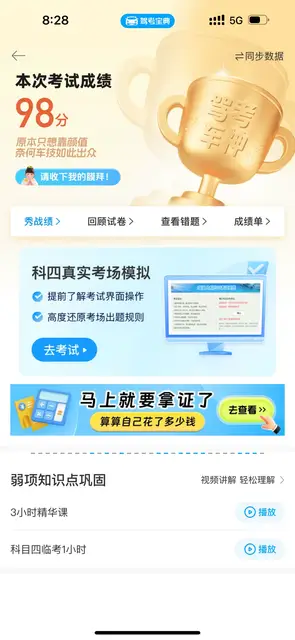 8:28
驾考宝典
5G
同步数据
本次考试成绩
98分
原本只想靠颜值
奈何车技如此出众
请收下我的膜拜！
驾考
车神
秀战绩
回顾试卷
查看错题
成绩单
科四真实考场模拟
提前了解考试界面操作
高度还原考场出题规则
去考试
马上就要拿证了
算算自己花了多少钱
去查看
弱项知识点巩固
视频讲解 轻松理解
3小时精华课
播放
科目四临考1小时
播放